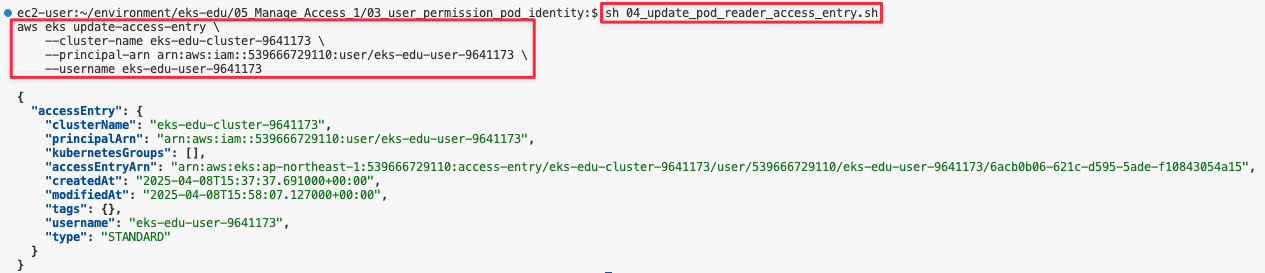 ec2-user:~/environment/eks-edu/05_Manage_Access_1/03_user_permission_pod_identity:$ sh 04_update_pod_reader_access_entry.sh
aws eks update-access-entry \
    --cluster-name eks-edu-cluster-9641173 \
    --principal-arn arn:aws:iam::539666729110:user/eks-edu-user-9641173 \
    --username eks-edu-user-9641173
{
  "accessEntry": {
    "clusterName": "eks-edu-cluster-9641173",
    "principalArn": "arn:aws:iam::539666729110:user/eks-edu-user-9641173",
    "kubernetesGroups": [],
    "accessEntryArn": "arn:aws:eks:ap-northeast-1:539666729110:access-entry/eks-edu-cluster-9641173/user/539666729110/eks-edu-user-9641173/6acb0b06-621c-d595-5ade-f10843054a15",
    "createdAt": "2025-04-08T15:37:37.691000+00:00",
    "modifiedAt": "2025-04-08T15:58:07.127000+00:00",
    "tags": {},
    "username": "eks-edu-user-9641173",
    "type": "STANDARD"
  }
}